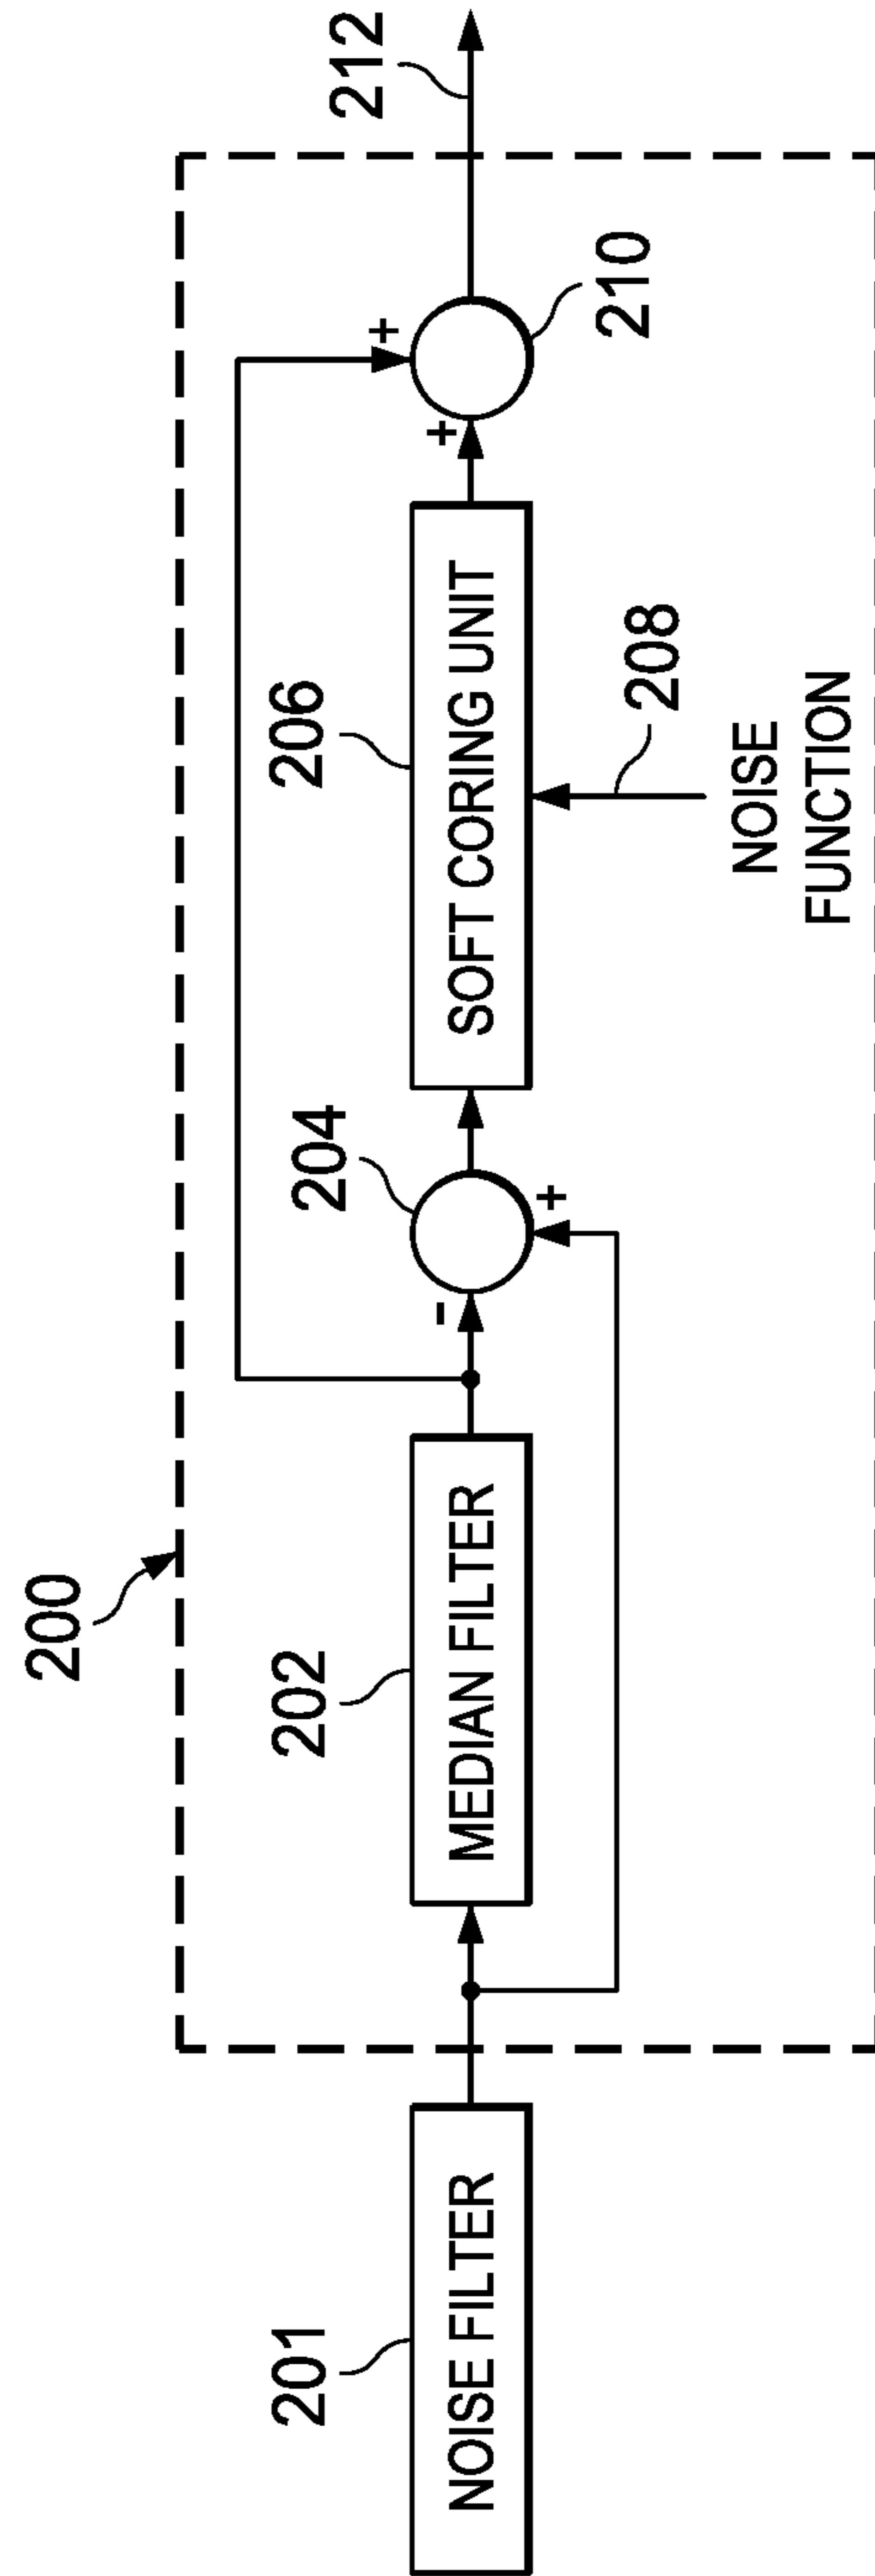 200
201
NOISE FILTER
202
MEDIAN FILTER
-
204
+
206
SOFT CORING UNIT
208
NOISE
FUNCTION
+
+
210
212